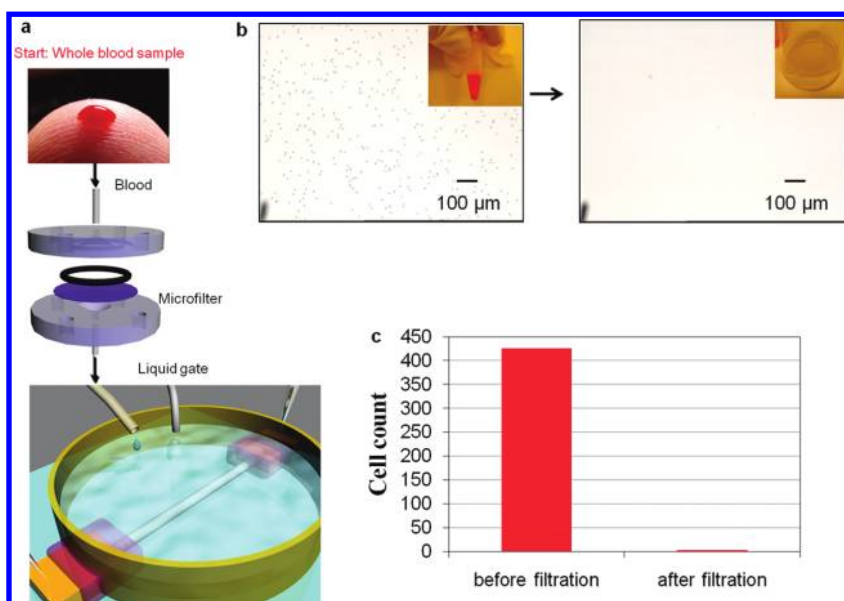 a
Start: Whole blood sample
Blood
Microfilter
Liquid gate
b
100 µm
100 µm
c
Cell count
450
400
350
300
250
200
150
100
50
0
before filtration
after filtration